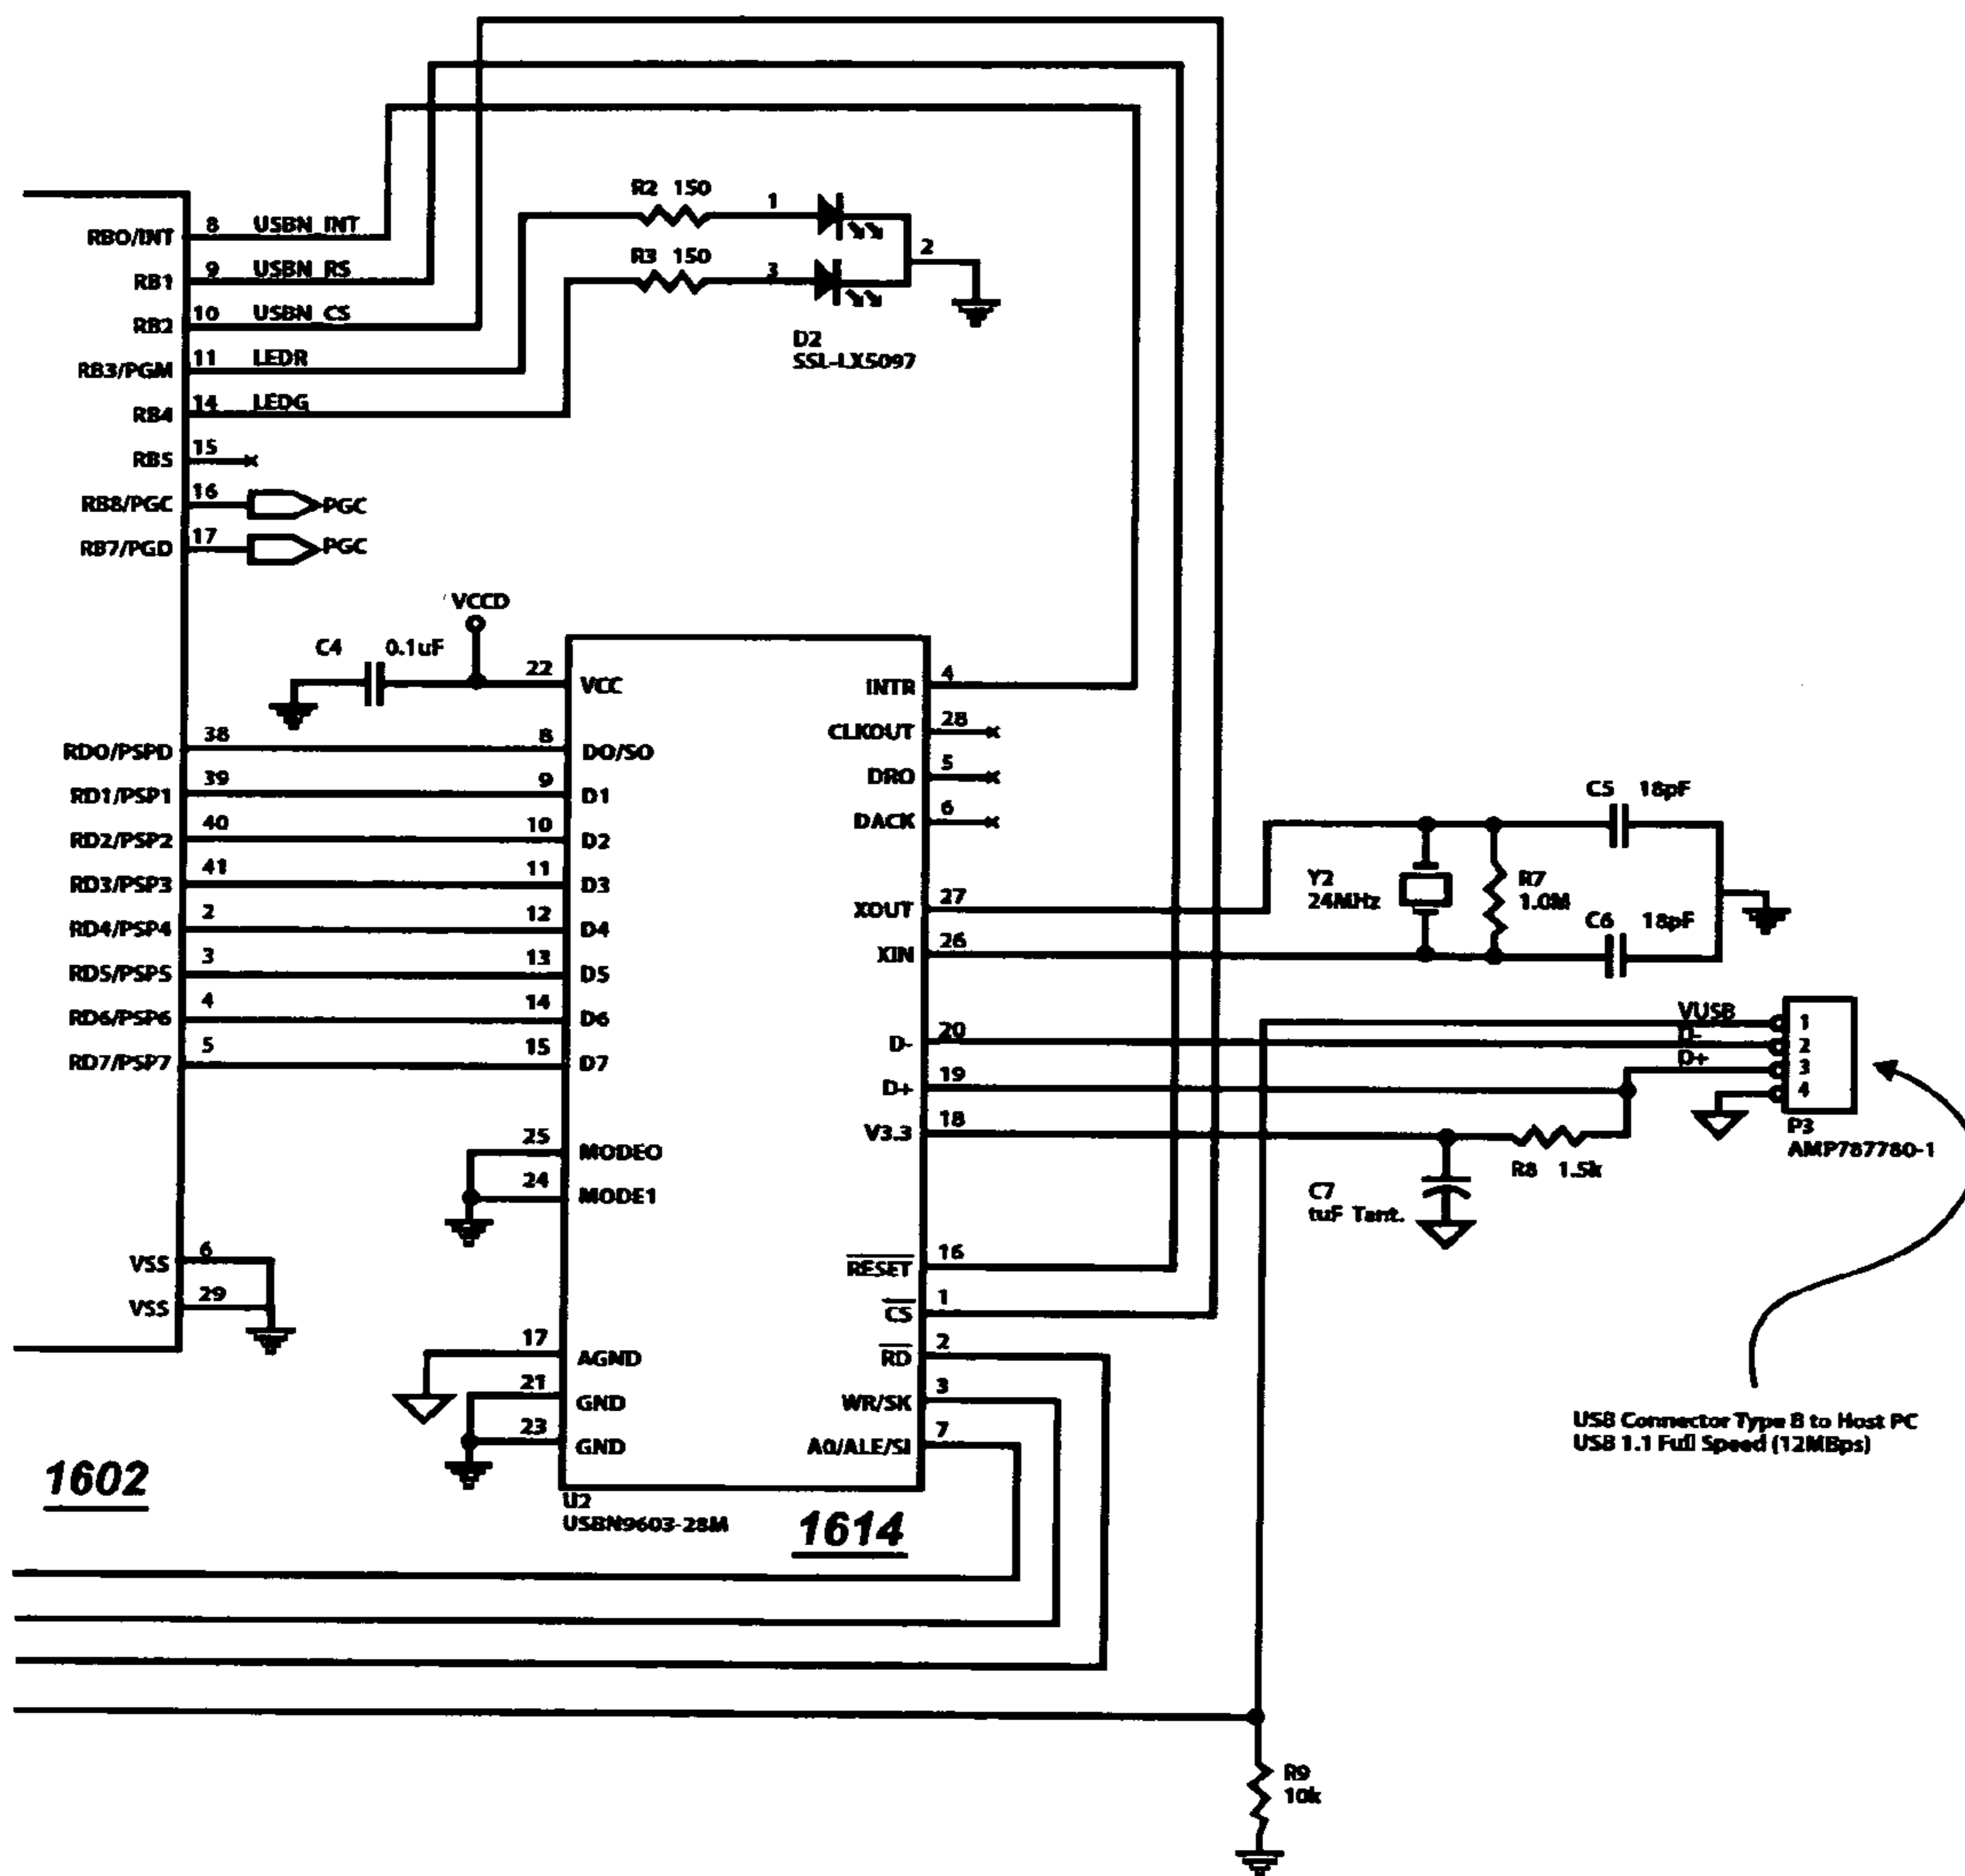 R2 150
1
RB0/INT 8 USBN_INT
2
RB1 9 USBN_RS
R3 150
3
RB2 10 USBN_CS
D2
SSL-LX5097
RB3/PGM 11 LEDR
RB4 14 LEDG
RB5 15
RB8/PGC 16 PGC
RB7/PGD 17 PGC
VCCD
C4 0.1uF
22 VCC
INTR 4
CLKOUT 28
DRO 5
DACK 6
RD0/PSPD 38 8 DO/SO
RD1/PSP1 39 9 D1
RD2/PSP2 40 10 D2
RD3/PSP3 41 11 D3
RD4/PSP4 2 12 D4
RD5/PSP5 3 13 D5
RD6/PSP6 4 14 D6
RD7/PSP7 5 15 D7
C5 18pF
Y2
24MHz
R7
1.0M
C6 18pF
XOUT 27
XIN 26
D- 20
D+ 19
V3.3 18
VUSB 1
D- 2
D+ 3
4
P3
AMP787780-1
R8 1.5k
C7
tuF Tant.
25 MODEO
24 MODE1
VSS 6
VSS 29
RESET 16
CS 1
RD 2
WR/SK 3
A0/ALE/SI 7
17 AGND
21 GND
23 GND
USB Connector Type B to Host PC
USB 1.1 Full Speed (12MBps)
1602
U2
USBN9603-28M
1614
R9
10k